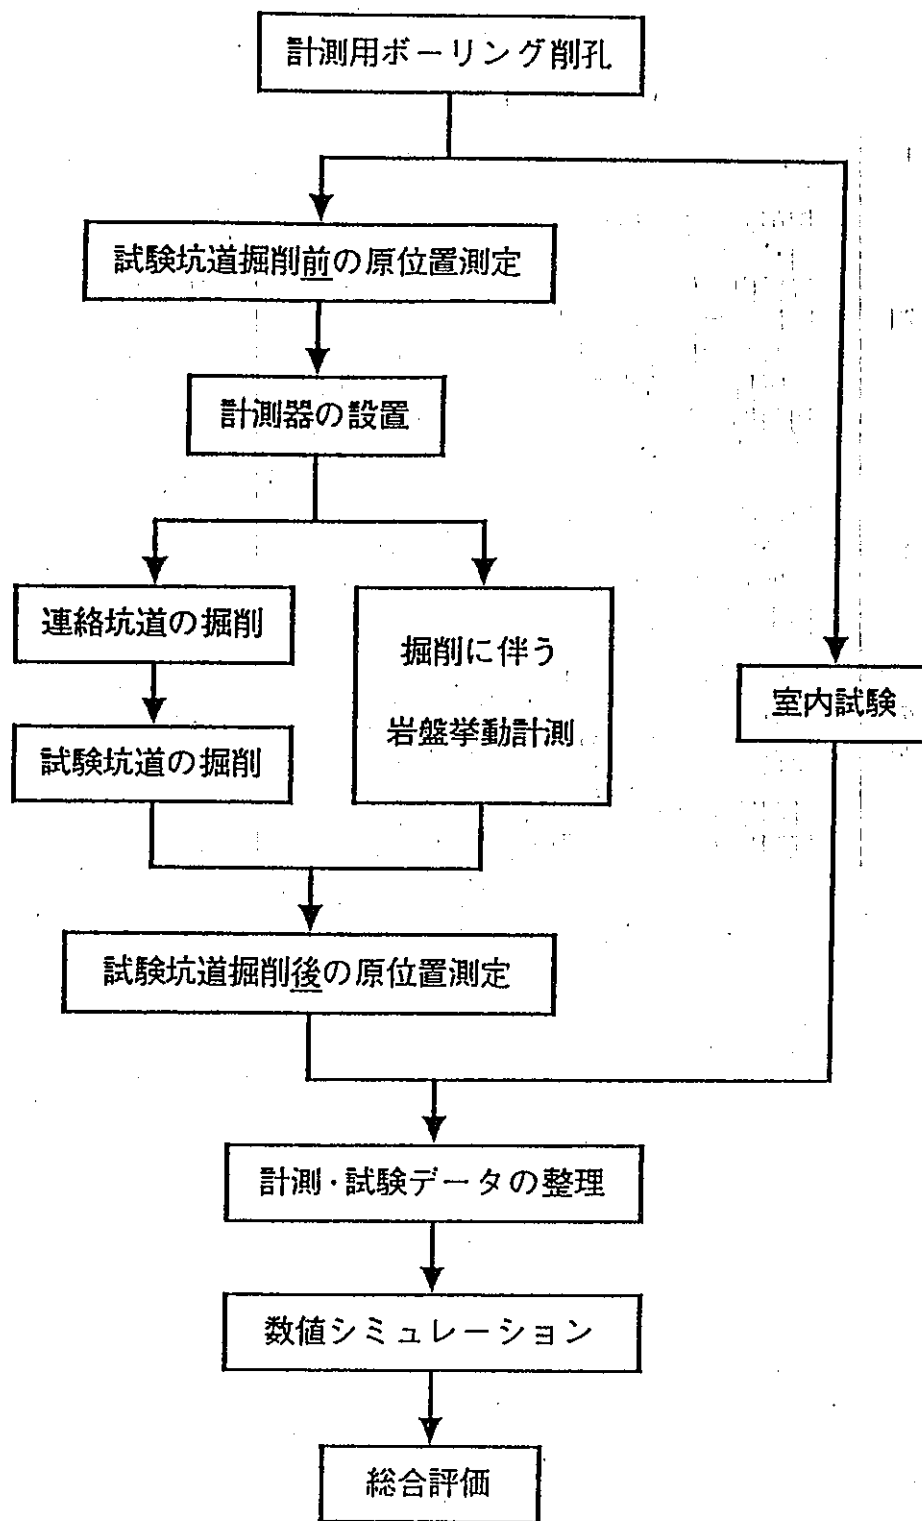 計測用ボーリング削孔
試験坑道掘削前の原位置測定
計測器の設置
連絡坑道の掘削
試験坑道の掘削
掘削に伴う
岩盤挙動計測
室内試験
試験坑道掘削後の原位置測定
計測・試験データの整理
数値シミュレーション
総合評価